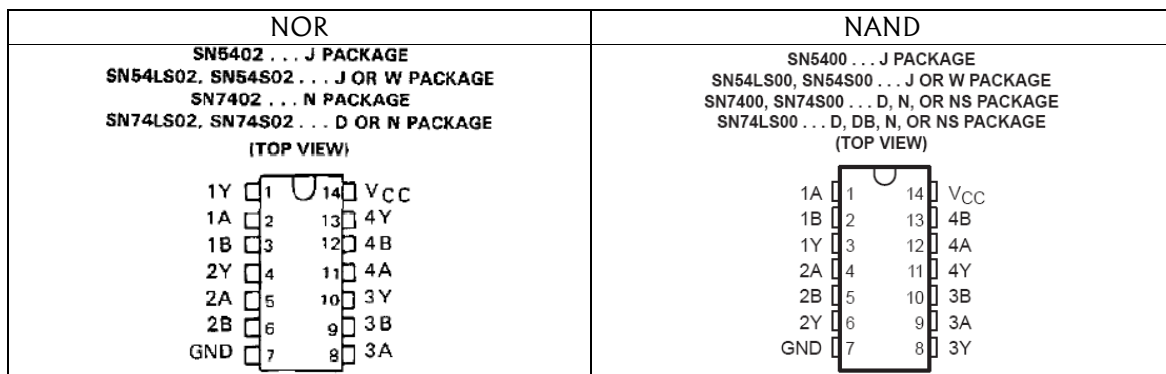 NOR
SN5402 . . . J PACKAGE
SN54LS02, SN54S02 . . . J OR W PACKAGE
SN7402 . . . N PACKAGE
SN74LS02, SN74S02 . . . D OR N PACKAGE
(TOP VIEW)
1Y 1 14 VCC
1A 2 13 4Y
1B 3 12 4B
2Y 4 11 4A
2A 5 10 3Y
2B 6 9 3B
GND 7 8 3A
NAND
SN5400 . . . J PACKAGE
SN54LS00, SN54S00 . . . J OR W PACKAGE
SN7400, SN74S00 . . . D, N, OR NS PACKAGE
SN74LS00 . . . D, DB, N, OR NS PACKAGE
(TOP VIEW)
1A 1 14 VCC
1B 2 13 4B
1Y 3 12 4A
2A 4 11 4Y
2B 5 10 3B
2Y 6 9 3A
GND 7 8 3Y